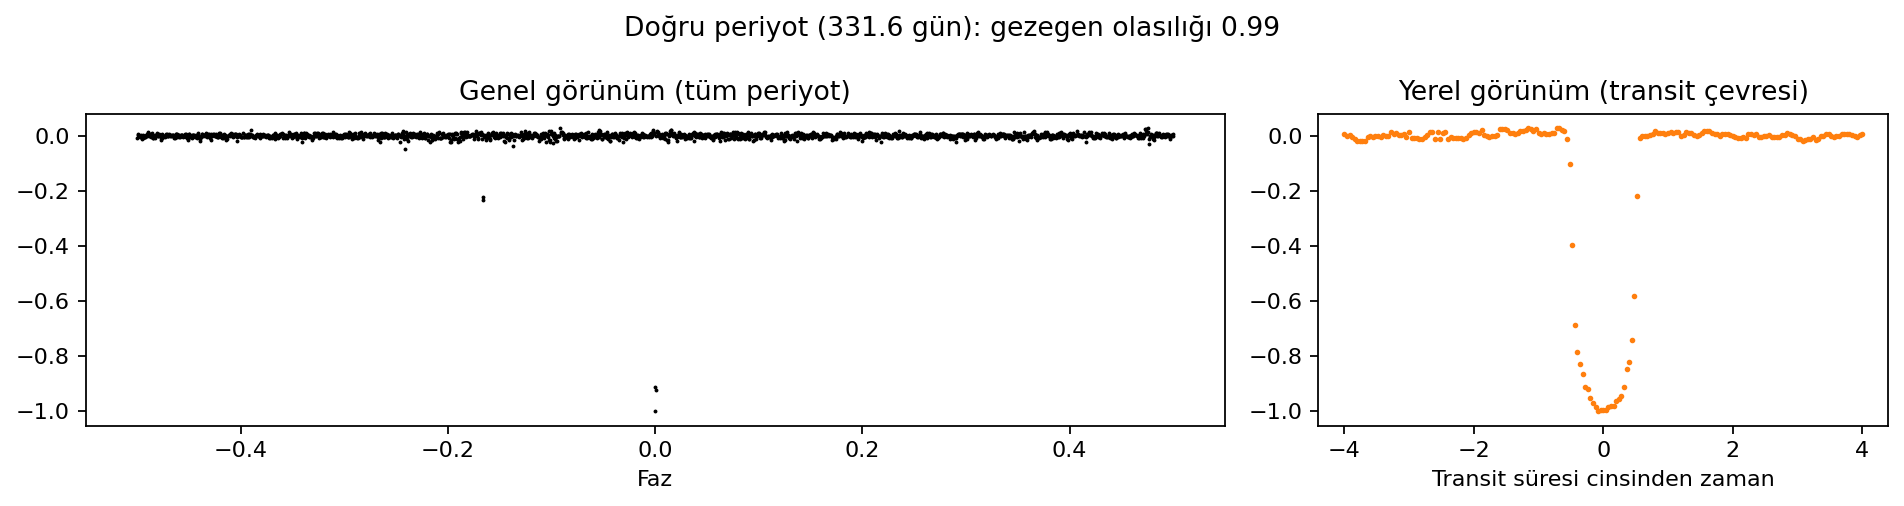 Doğru periyot (331.6 gün): gezegen olasılığı 0.99
Genel görünüm (tüm periyot)
0.0
−0.2
−0.4
−0.6
−0.8
−1.0
−0.4 −0.2 0.0 0.2 0.4
Faz
Yerel görünüm (transit çevresi)
0.0
−0.2
−0.4
−0.6
−0.8
−1.0
−4 −2 0 2 4
Transit süresi cinsinden zaman